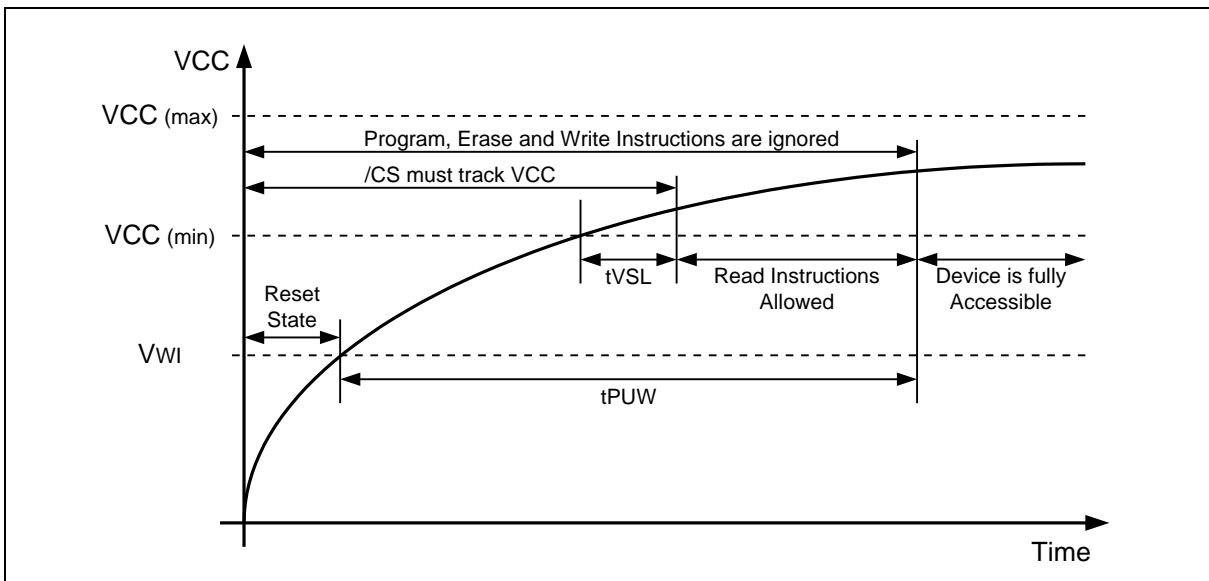 VCC
VCC (max)
Program, Erase and Write Instructions are ignored
/CS must track VCC
VCC (min)
tVSL
Read Instructions
Allowed
Device is fully
Accessible
Reset
State
VWI
tPUW
Time